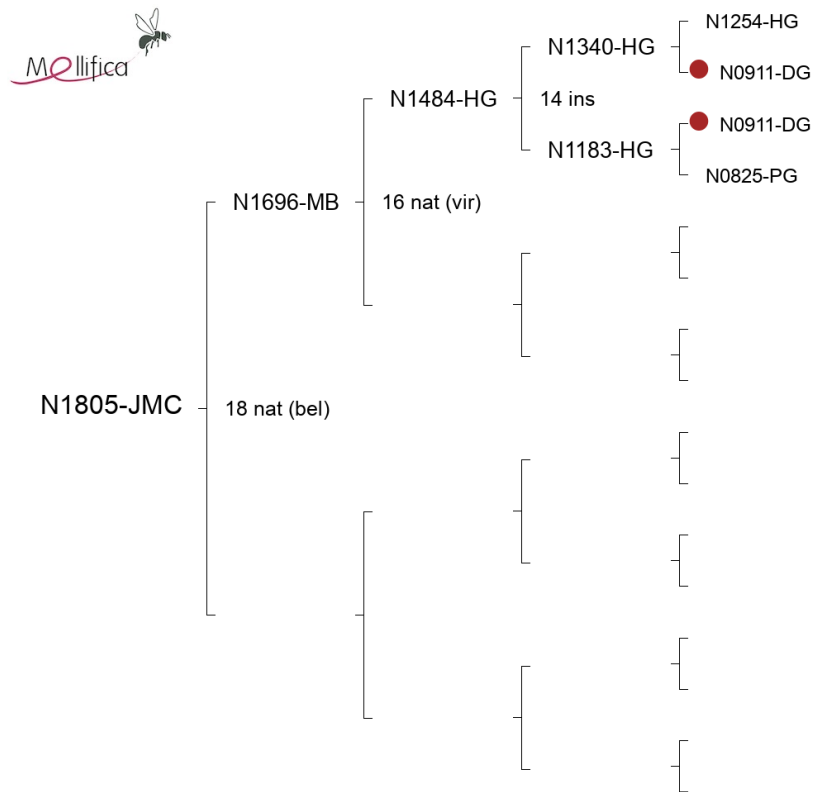 Mellifica
N1254-HG
N1340-HG
N0911-DG
N1484-HG
14 ins
N0911-DG
N1183-HG
N0825-PG
N1696-MB
16 nat (vir)
N1805-JMC
18 nat (bel)